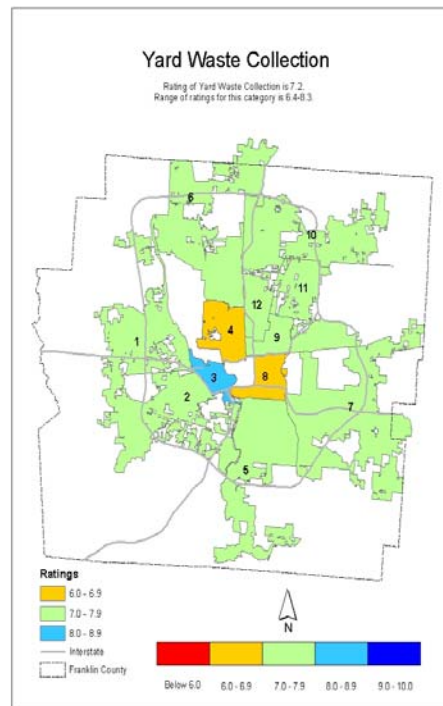 Yard Waste Collection
Rating of Yard Waste Collection is 7.2.
Range of ratings for this category is 6.4-8.3.
6
10
11
12
4
9
1
3
8
2
7
5
Ratings
6.0 - 6.9
7.0 - 7.9
8.0 - 8.9
Interstate
Franklin County
N
Below 6.0
6.0-6.9
7.0-7.9
8.0-8.9
9.0-10.0